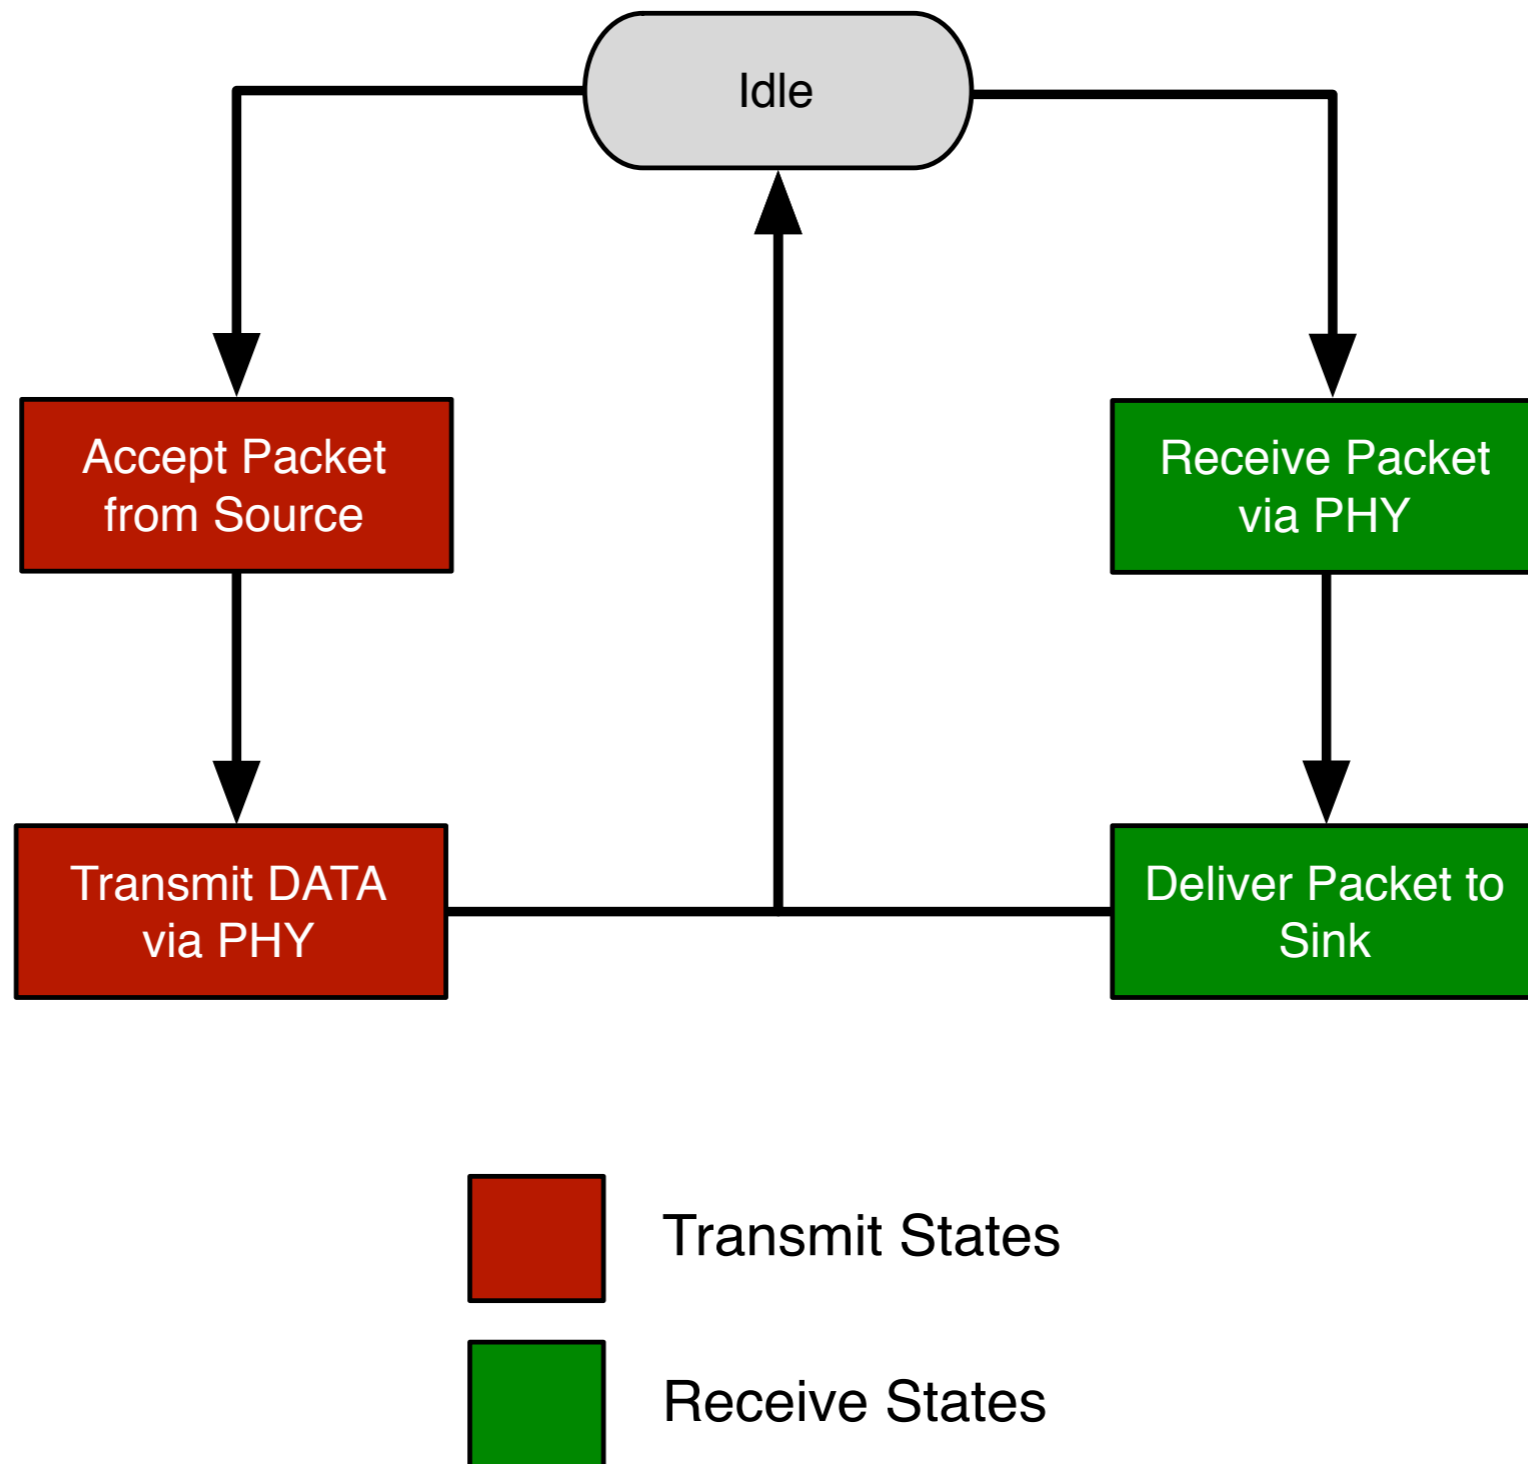 Idle
Accept Packet
from Source
Receive Packet
via PHY
Transmit DATA
via PHY
Deliver Packet to
Sink
Transmit States
Receive States